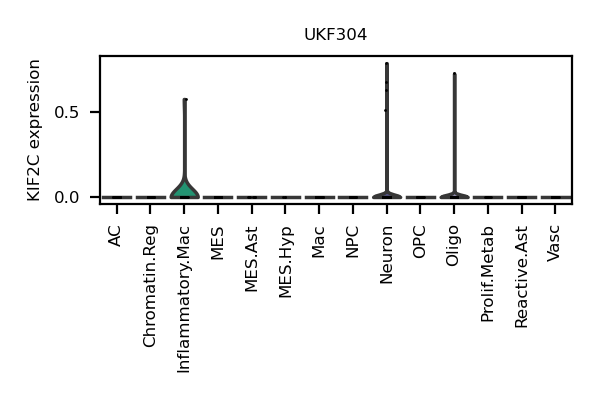 UKF304
KIF2C expression
0.5
0.0
AC
Chromatin.Reg
Inflammatory.Mac
MES
MES.Ast
MES.Hyp
Mac
NPC
Neuron
OPC
Oligo
Prolif.Metab
Reactive.Ast
Vasc